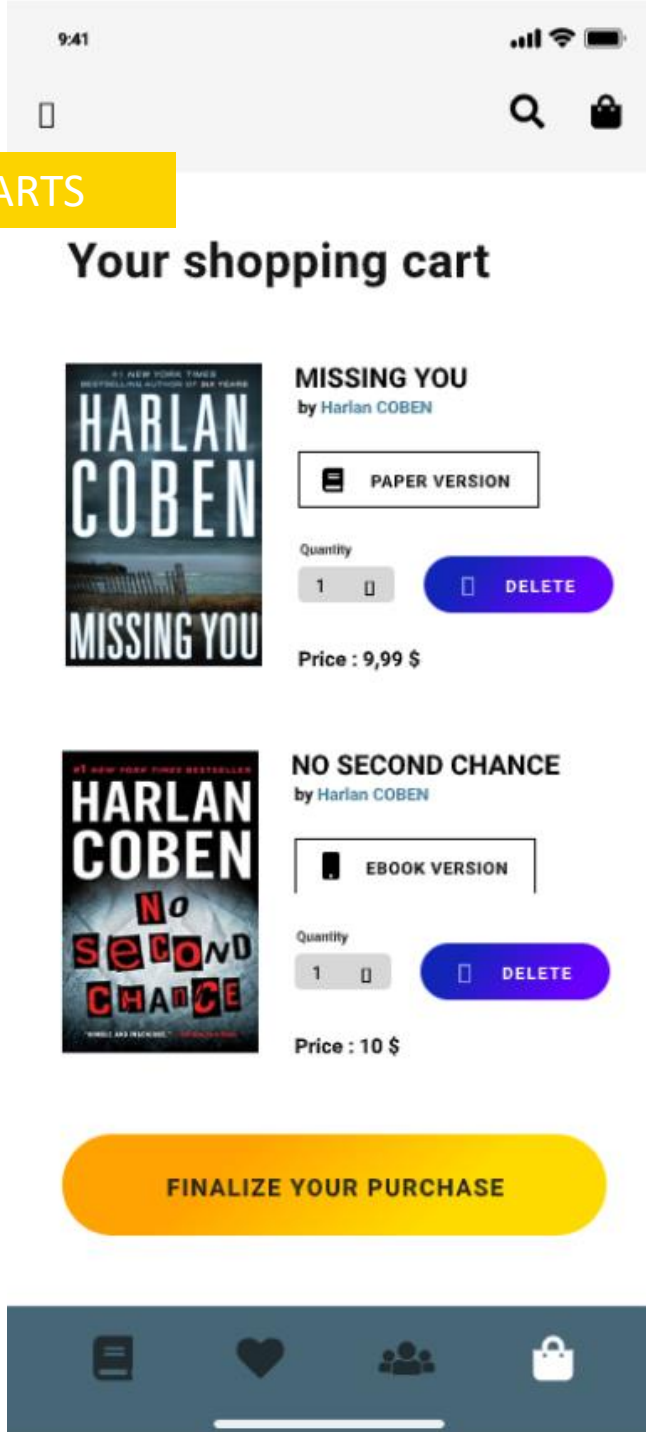 9:41
ARTS
Your shopping cart
#1 NEW YORK TIMES
BESTSELLING AUTHOR OF SIX YEARS
HARLAN
COBEN
MISSING YOU
MISSING YOU
by Harlan COBEN
PAPER VERSION
Quantity
1
DELETE
Price : 9,99 $
#1 NEW YORK TIMES BESTSELLER
HARLAN
COBEN
No
SECOND
CHANCE
NO SECOND CHANCE
by Harlan COBEN
EBOOK VERSION
Quantity
1
DELETE
Price : 10 $
FINALIZE YOUR PURCHASE